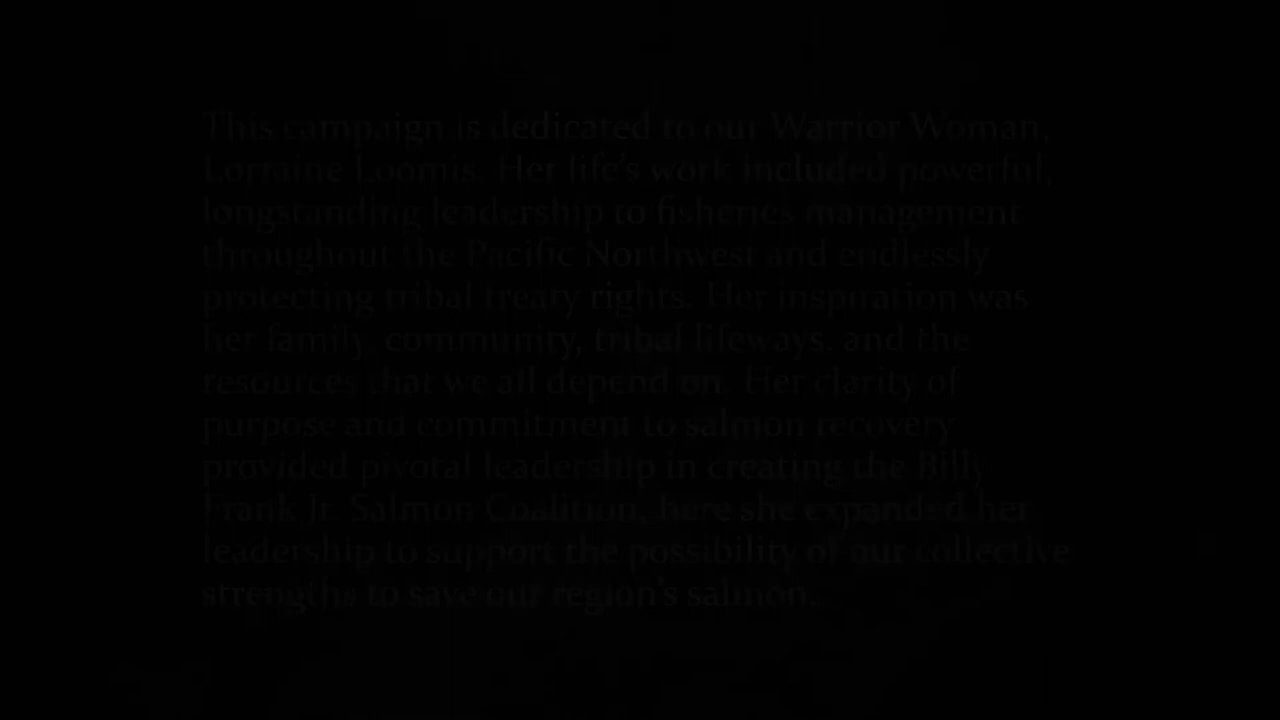 This campaign is dedicated to our Warrior Woman,
Lorraine Loomis. Her life's work included powerful,
longstanding leadership to fisheries management
throughout the Pacific Northwest and endlessly
protecting tribal treaty rights. Her inspiration was
her family, community, tribal lifeways, and the
resources that we all depend on. Her clarity of
purpose and commitment to salmon recovery
provided pivotal leadership in creating the Billy
Frank Jr. Salmon Coalition, here she expanded her
leadership to support the possibility of our collective
strengths to save our region's salmon.